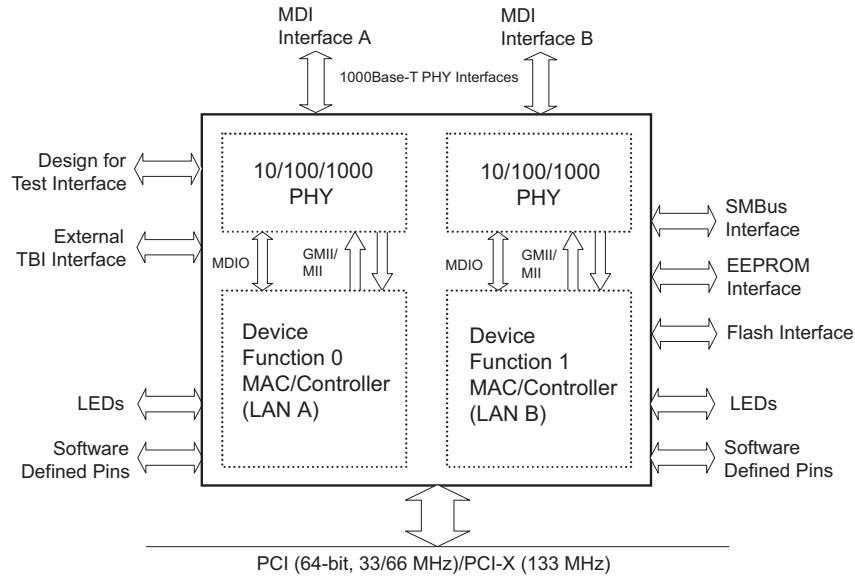 MDI
Interface A
MDI
Interface B
1000Base-T PHY Interfaces
Design for
Test Interface
External
TBI Interface
LEDs
Software
Defined Pins
10/100/1000
PHY
MDIO
GMII/
MII
Device
Function 0
MAC/Controller
(LAN A)
10/100/1000
PHY
MDIO
GMII/
MII
Device
Function 1
MAC/Controller
(LAN B)
SMBus
Interface
EEPROM
Interface
Flash Interface
LEDs
Software
Defined Pins
PCI (64-bit, 33/66 MHz)/PCI-X (133 MHz)